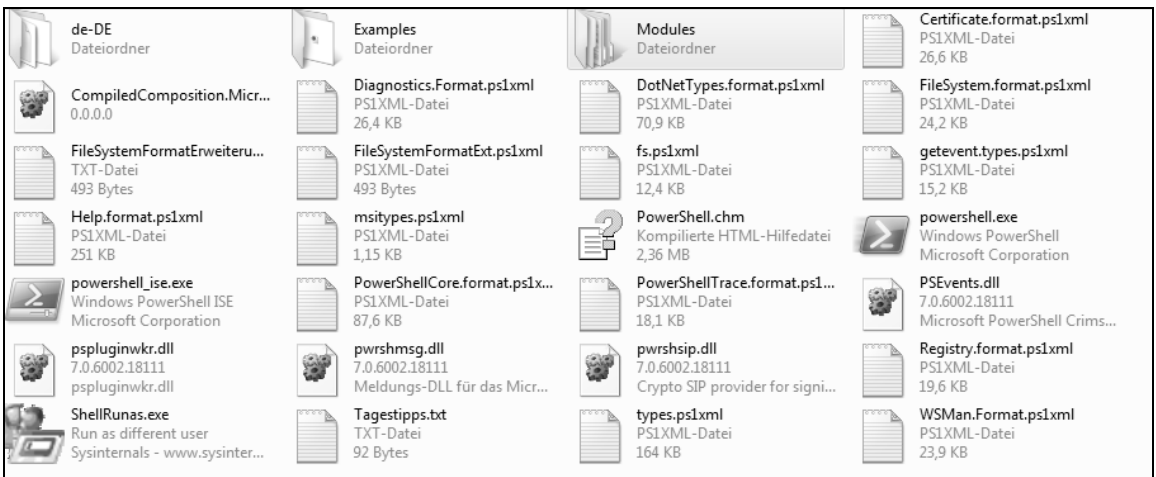 de-DE
Dateiordner
Examples
Dateiordner
Modules
Dateiordner
Certificate.format.ps1xml
PS1XML-Datei
26,6 KB
CompiledComposition.Micr...
0.0.0.0
Diagnostics.Format.ps1xml
PS1XML-Datei
26,4 KB
DotNetTypes.format.ps1xml
PS1XML-Datei
70,9 KB
FileSystem.format.ps1xml
PS1XML-Datei
24,2 KB
FileSystemFormatErweiteru...
TXT-Datei
493 Bytes
FileSystemFormatExt.ps1xml
PS1XML-Datei
493 Bytes
fs.ps1xml
PS1XML-Datei
12,4 KB
getevent.types.ps1xml
PS1XML-Datei
15,2 KB
Help.format.ps1xml
PS1XML-Datei
251 KB
msitypes.ps1xml
PS1XML-Datei
1,15 KB
PowerShell.chm
Kompilierte HTML-Hilfedatei
2,36 MB
powershell.exe
Windows PowerShell
Microsoft Corporation
powershell_ise.exe
Windows PowerShell ISE
Microsoft Corporation
PowerShellCore.format.ps1x...
PS1XML-Datei
87,6 KB
PowerShellTrace.format.ps1...
PS1XML-Datei
18,1 KB
PSEvents.dll
7.0.6002.18111
Microsoft PowerShell Crims...
pspluginwkr.dll
7.0.6002.18111
pspluginwkr.dll
pwrshmsg.dll
7.0.6002.18111
Meldungs-DLL für das Micr...
pwrshsip.dll
7.0.6002.18111
Crypto SIP provider for signi...
Registry.format.ps1xml
PS1XML-Datei
19,6 KB
ShellRunas.exe
Run as different user
Sysinternals - www.sysinter...
Tagestipps.txt
TXT-Datei
92 Bytes
types.ps1xml
PS1XML-Datei
164 KB
WSMan.Format.ps1xml
PS1XML-Datei
23,9 KB